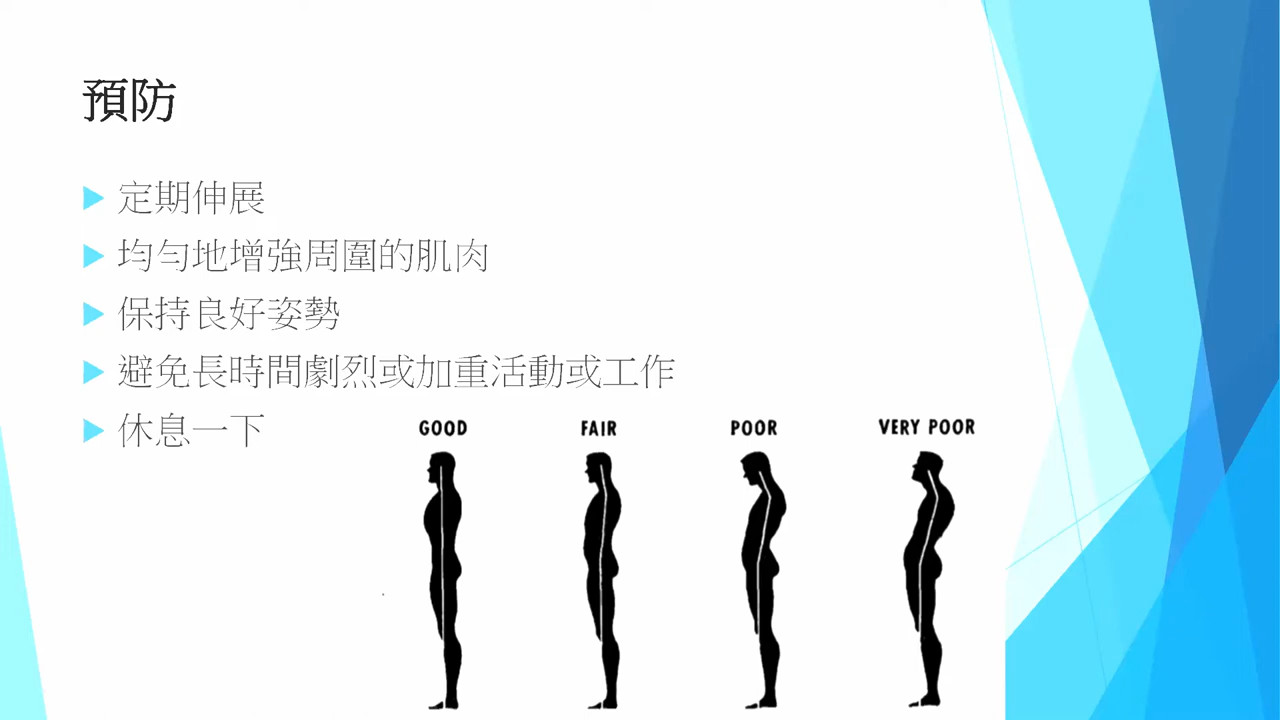 預防
定期伸展
均勻地增強周圍的肌肉
保持良好姿勢
避免長時間劇烈或加重活動或工作
休息一下
GOOD FAIR POOR VERY POOR